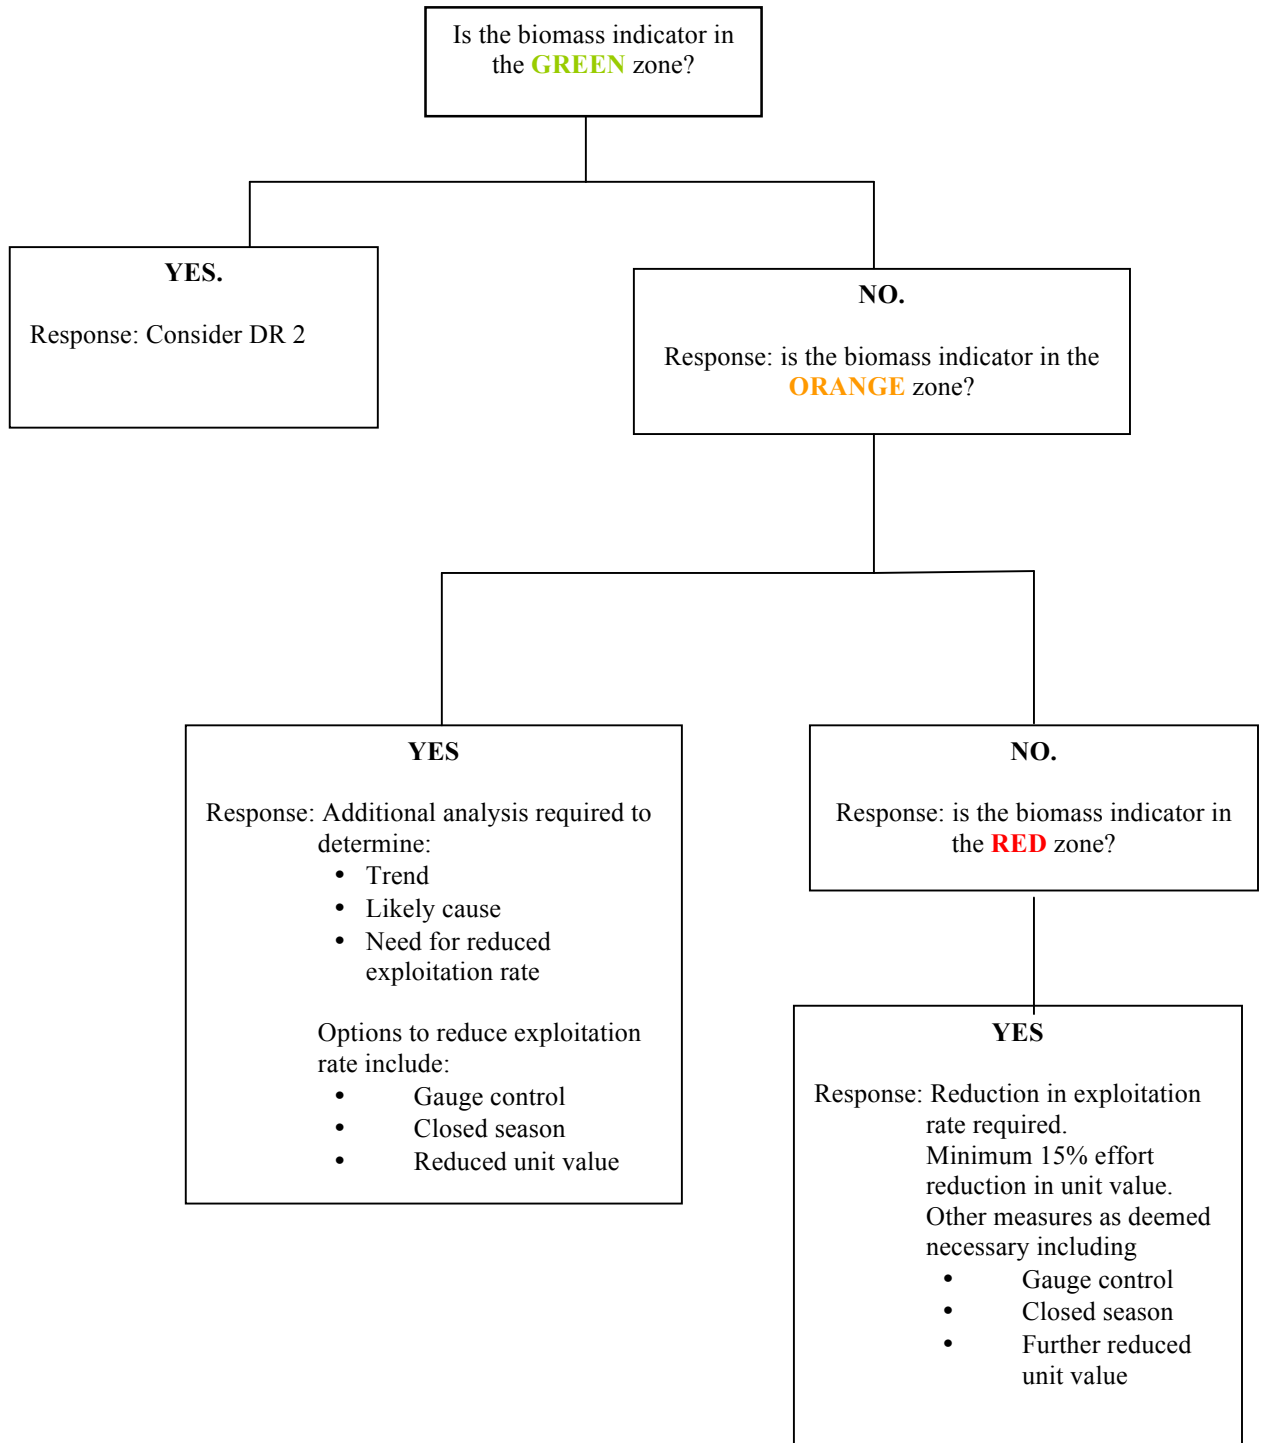 Is the biomass indicator in
the GREEN zone?
YES.
Response: Consider DR 2
NO.
Response: is the biomass indicator in the
ORANGE zone?
YES
Response: Additional analysis required to
determine:
• Trend
• Likely cause
• Need for reduced
exploitation rate
Options to reduce exploitation
rate include:
• Gauge control
• Closed season
• Reduced unit value
NO.
Response: is the biomass indicator in
the RED zone?
YES
Response: Reduction in exploitation
rate required.
Minimum 15% effort
reduction in unit value.
Other measures as deemed
necessary including
• Gauge control
• Closed season
• Further reduced
unit value